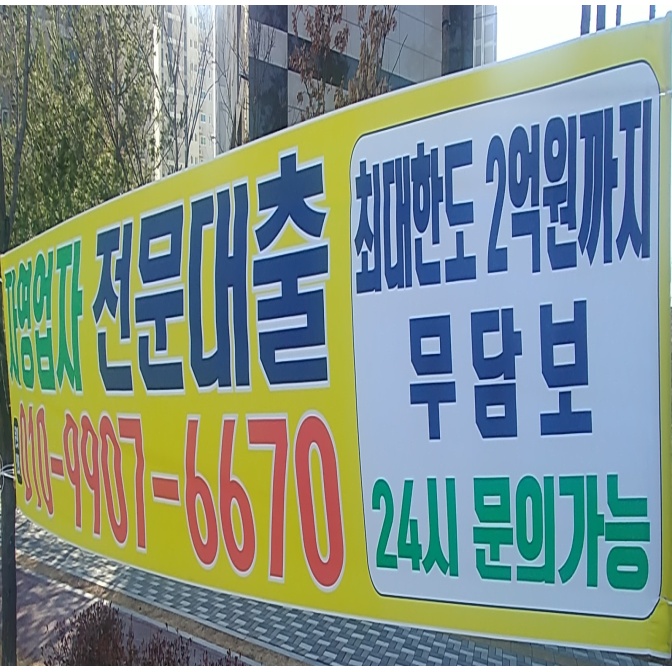 자영업자 전문대출
010-9907-6670
최대한도 2억원까지
무담보
24시 문의가능